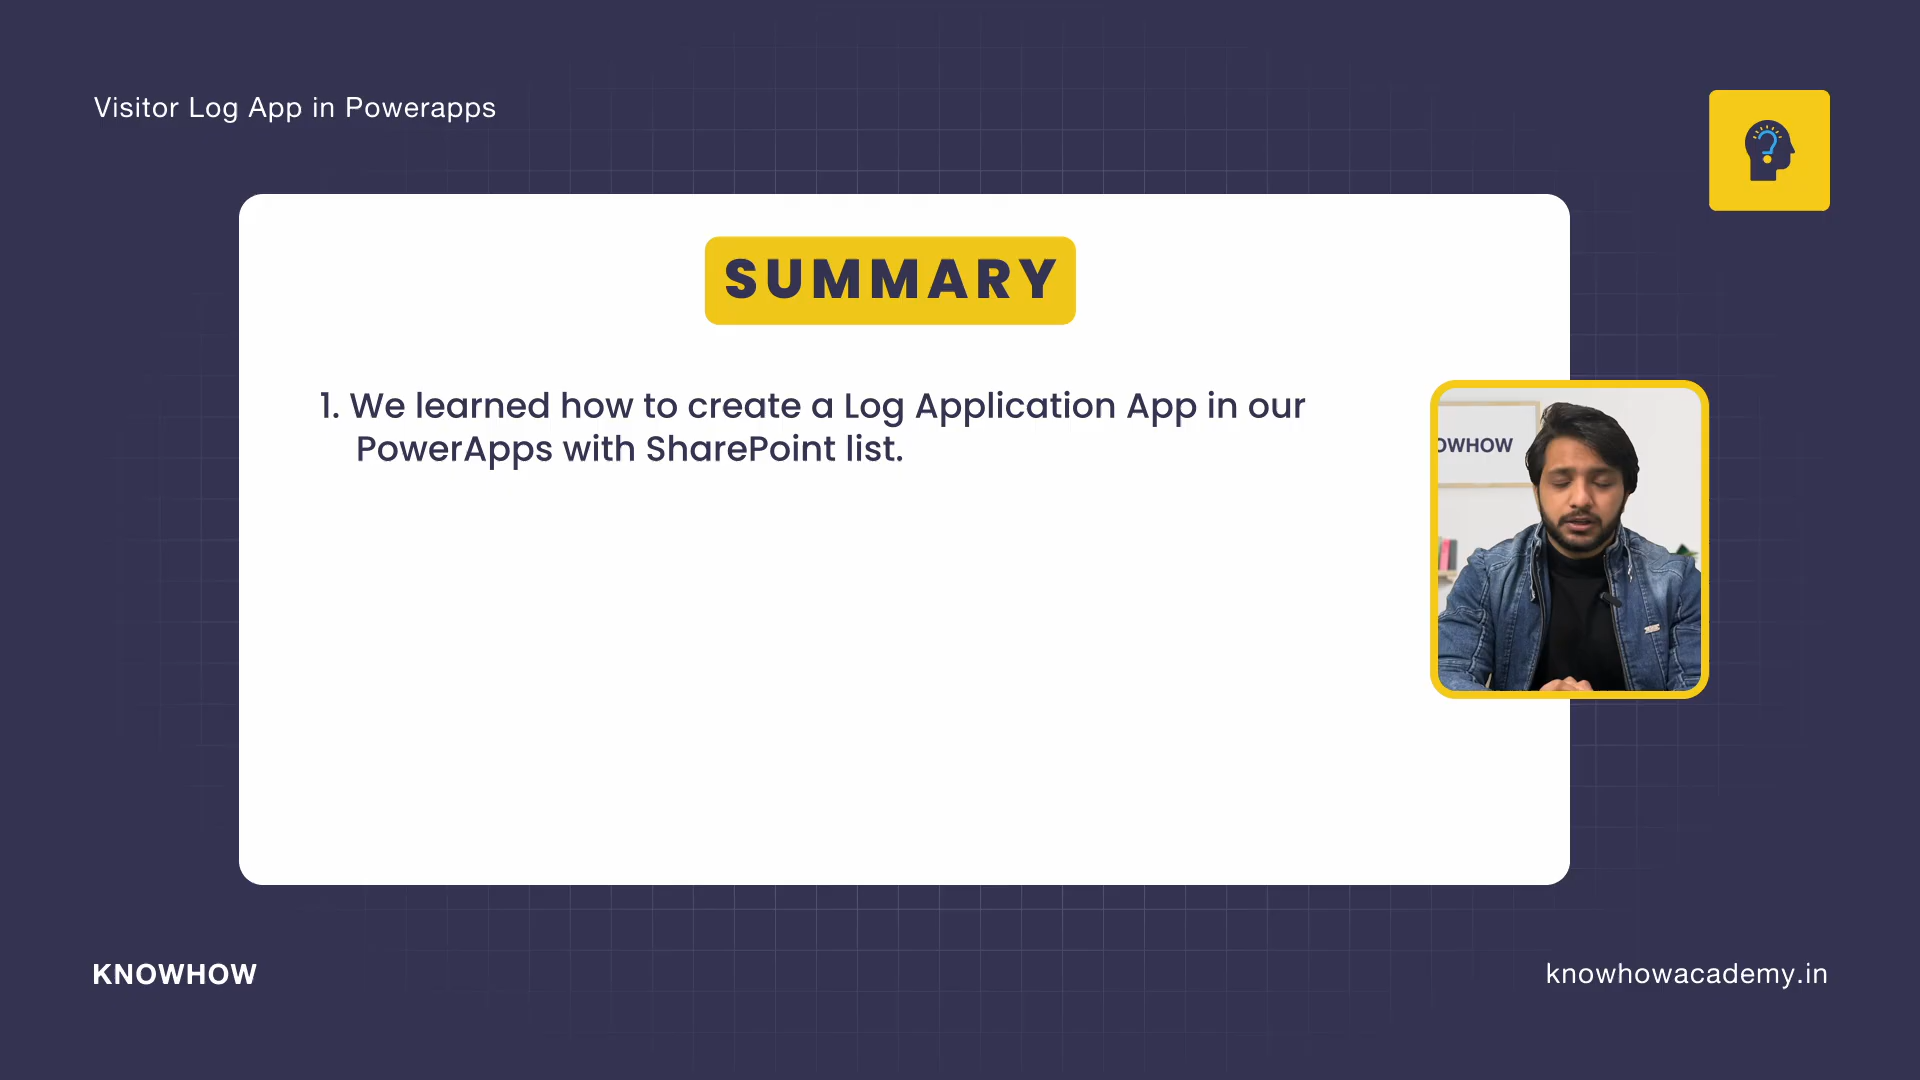 Visitor Log App in Powerapps
SUMMARY
1. We learned how to create a Log Application App in our
PowerApps with SharePoint list.
OWHOW
KNOWHOW
knowhowacademy.in